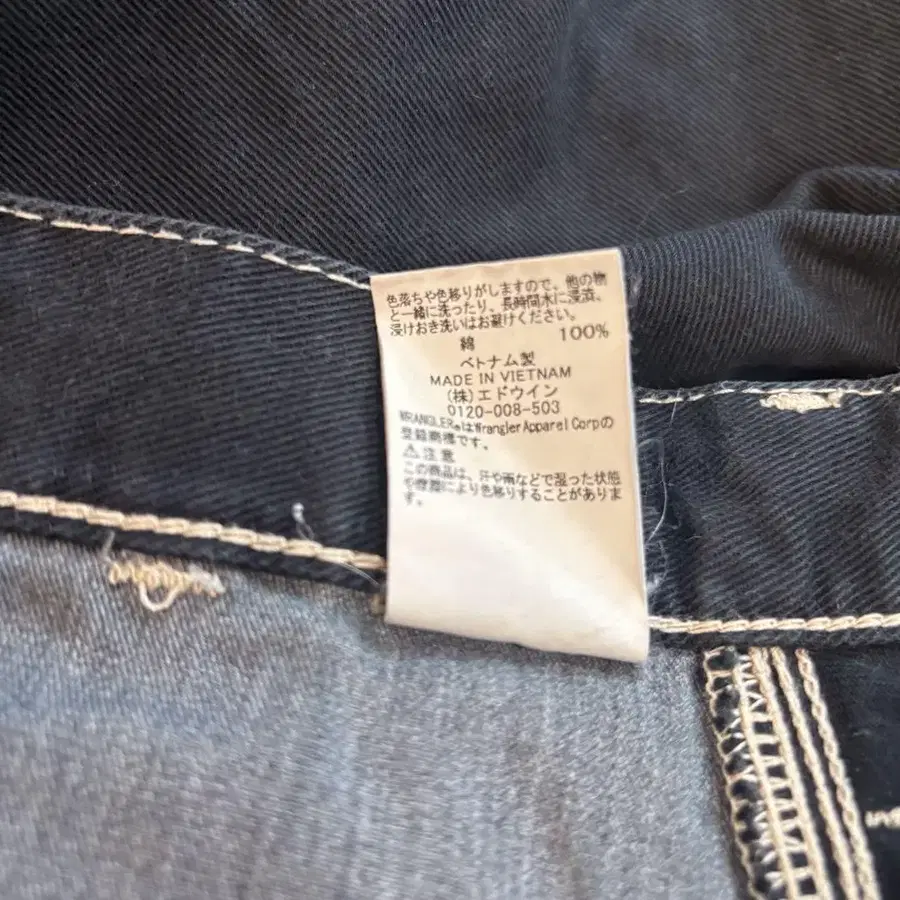 色落ちや色移りがしますので、他の物
と一緒に洗ったり、長時間水に浸済、
浸けおき洗いはお避けください。
綿 100%
ベトナム製
MADE IN VIETNAM
(株)エドウイン
0120-008-503
WRANGLER®はWrangler Apparel Corpの
登録商標です。
⚠注意
この商品は、汗や雨などで湿った状態
や摩擦により色移りすることがありま
す。